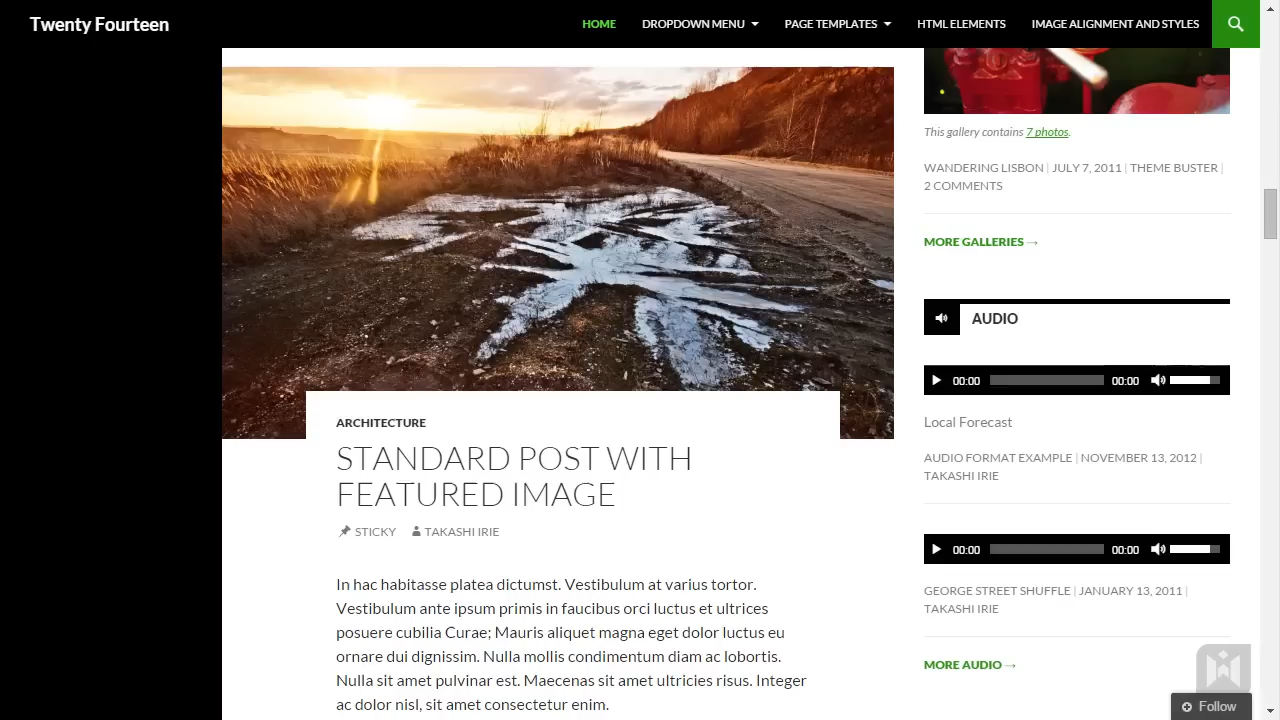 Twenty Fourteen
HOME
DROPDOWN MENU
PAGE TEMPLATES
HTML ELEMENTS
IMAGE ALIGNMENT AND STYLES
ARCHITECTURE
STANDARD POST WITH
FEATURED IMAGE
STICKY TAKASHI IRIE
In hac habitasse platea dictumst. Vestibulum at varius tortor.
Vestibulum ante ipsum primis in faucibus orci luctus et ultrices
posuere cubilia Curae; Mauris aliquet magna eget dolor luctus eu
ornare dui dignissim. Nulla mollis condimentum diam ac lobortis.
Nulla sit amet pulvinar est. Maecenas sit amet ultricies risus. Integer
ac dolor nisl, sit amet consectetur enim.
This gallery contains 7 photos.
WANDERING LISBON | JULY 7, 2011 | THEME BUSTER |
2 COMMENTS
MORE GALLERIES →
AUDIO
00:00 00:00
Local Forecast
AUDIO FORMAT EXAMPLE | NOVEMBER 13, 2012 |
TAKASHI IRIE
00:00 00:00
GEORGE STREET SHUFFLE | JANUARY 13, 2011 |
TAKASHI IRIE
MORE AUDIO →
Follow